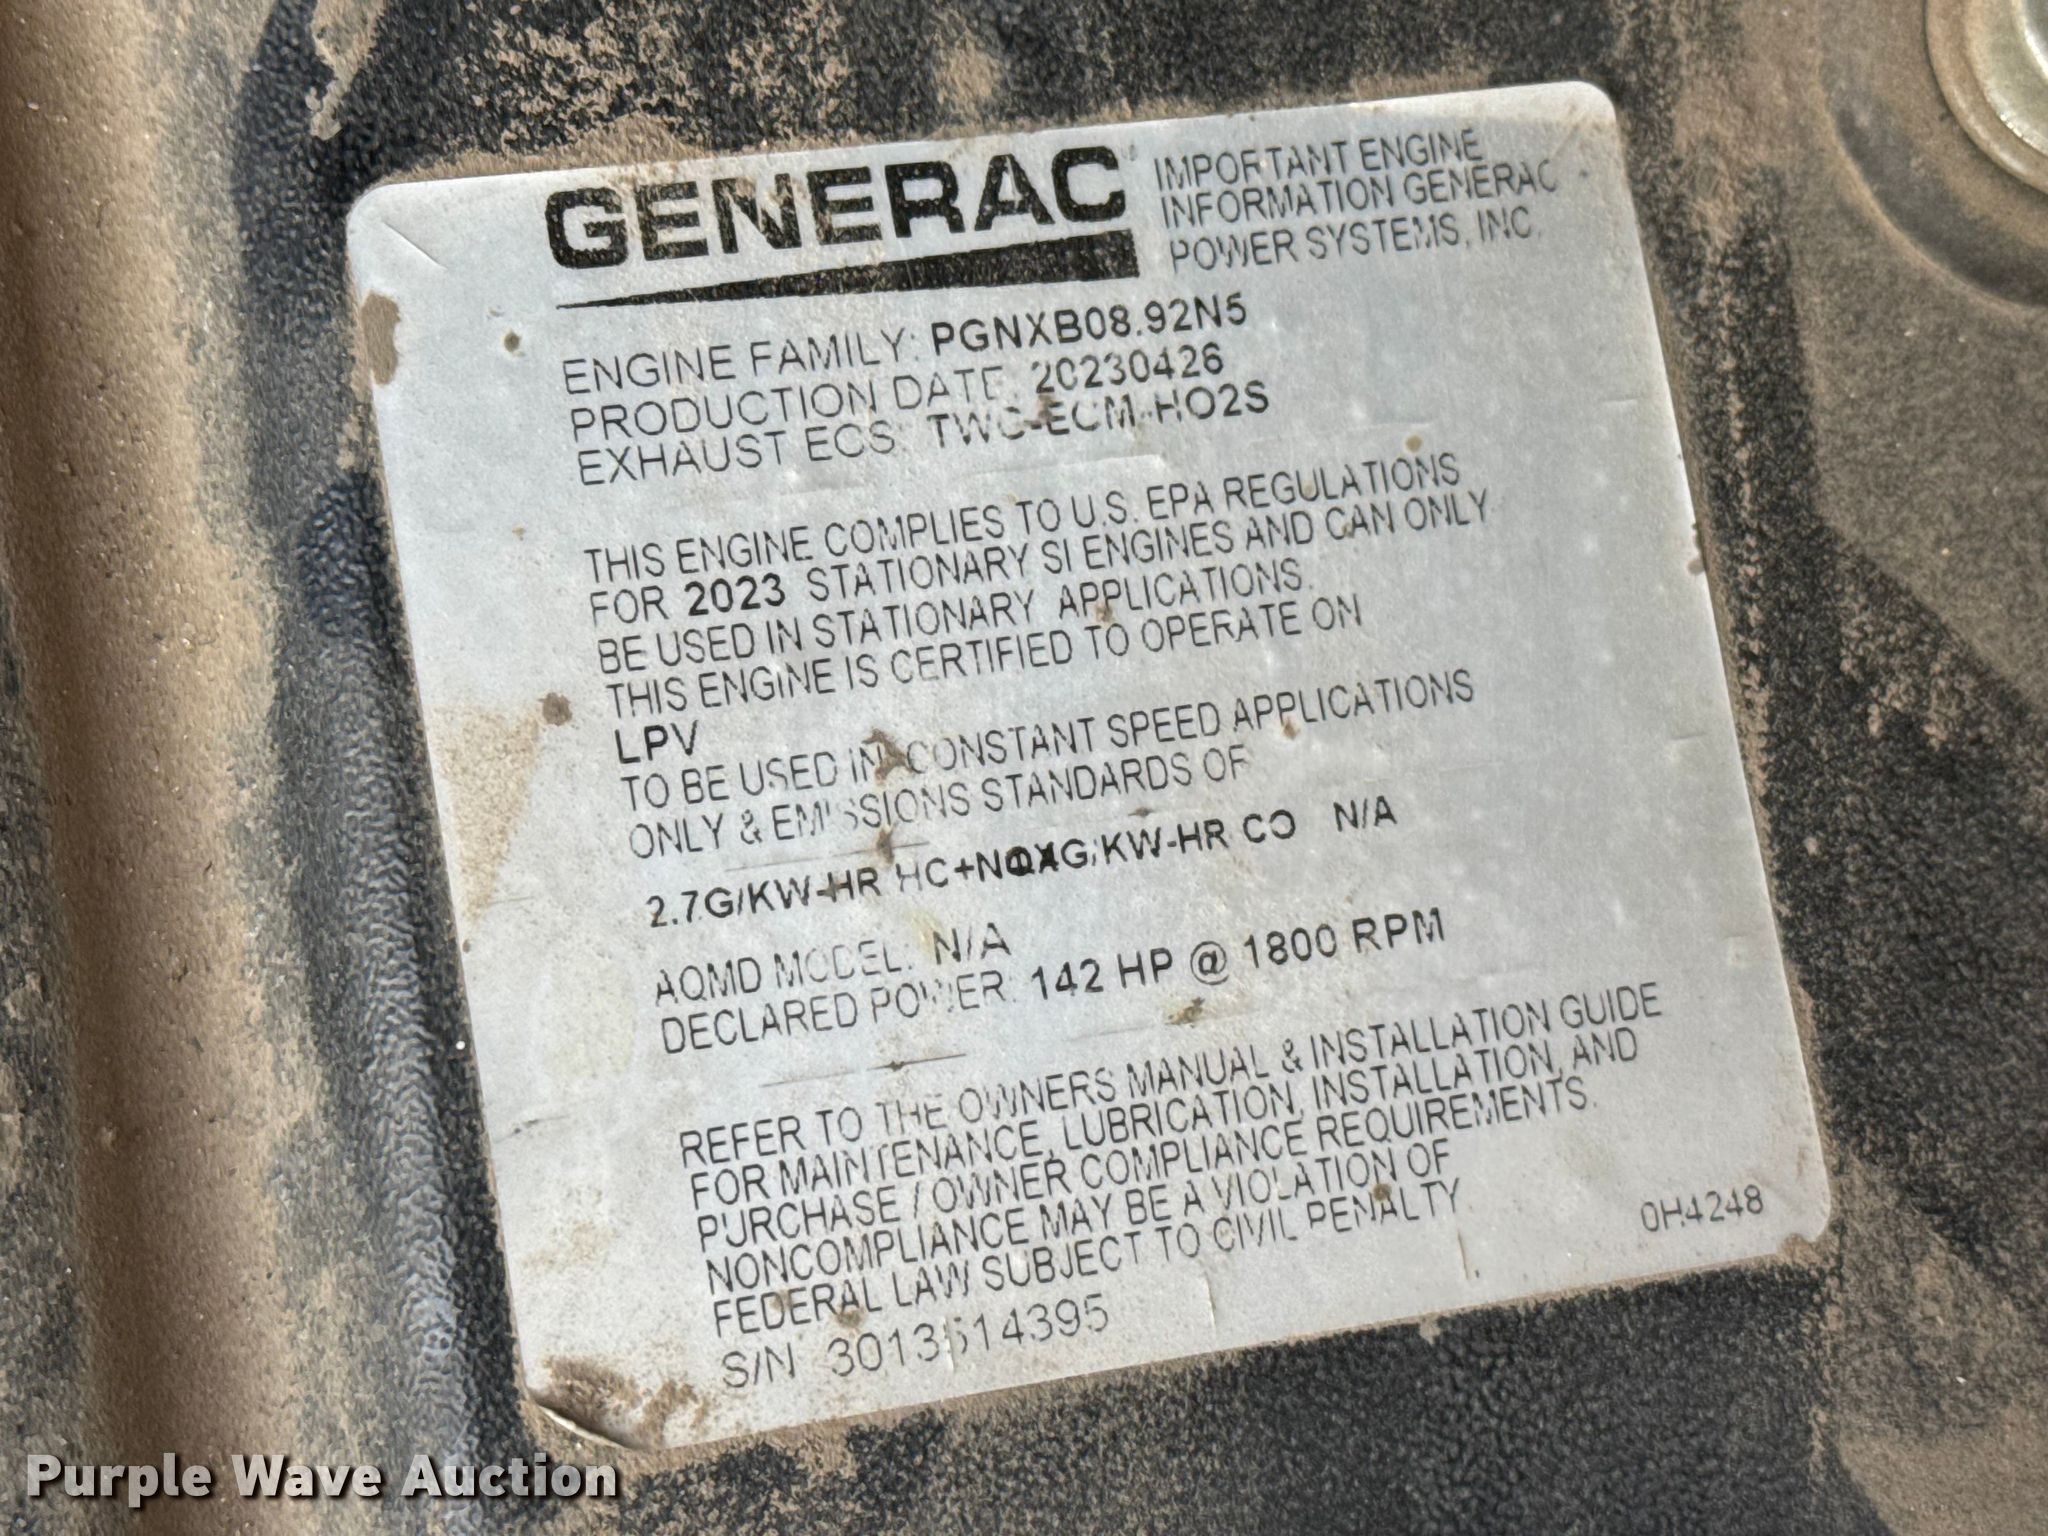 GENERAC
IMPORTANT ENGINE
INFORMATION GENERAC
POWER SYSTEMS, INC.
ENGINE FAMILY: PGNXB08.92N5
PRODUCTION DATE: 20230426
EXHAUST ECS: TWC-ECM-HO2S
THIS ENGINE COMPLIES TO U.S. EPA REGULATIONS
FOR 2023 STATIONARY SI ENGINES AND CAN ONLY
BE USED IN STATIONARY APPLICATIONS.
THIS ENGINE IS CERTIFIED TO OPERATE ON
LPV
TO BE USED IN CONSTANT SPEED APPLICATIONS
ONLY & EMISSIONS STANDARDS OF
2.7G/KW-HR CO N/A
AQMD MODEL: N/A
DECLARED POWER: 142 HP @ 1800 RPM
REFER TO THE OWNERS MANUAL & INSTALLATION GUIDE
FOR MAINTENANCE, LUBRICATION, INSTALLATION, AND
PURCHASE / OWNER COMPLIANCE REQUIREMENTS.
NONCOMPLIANCE MAY BE A VIOLATION OF
FEDERAL LAW SUBJECT TO CIVIL PENALTY
0H4248
S/N
Purple Wave Auction